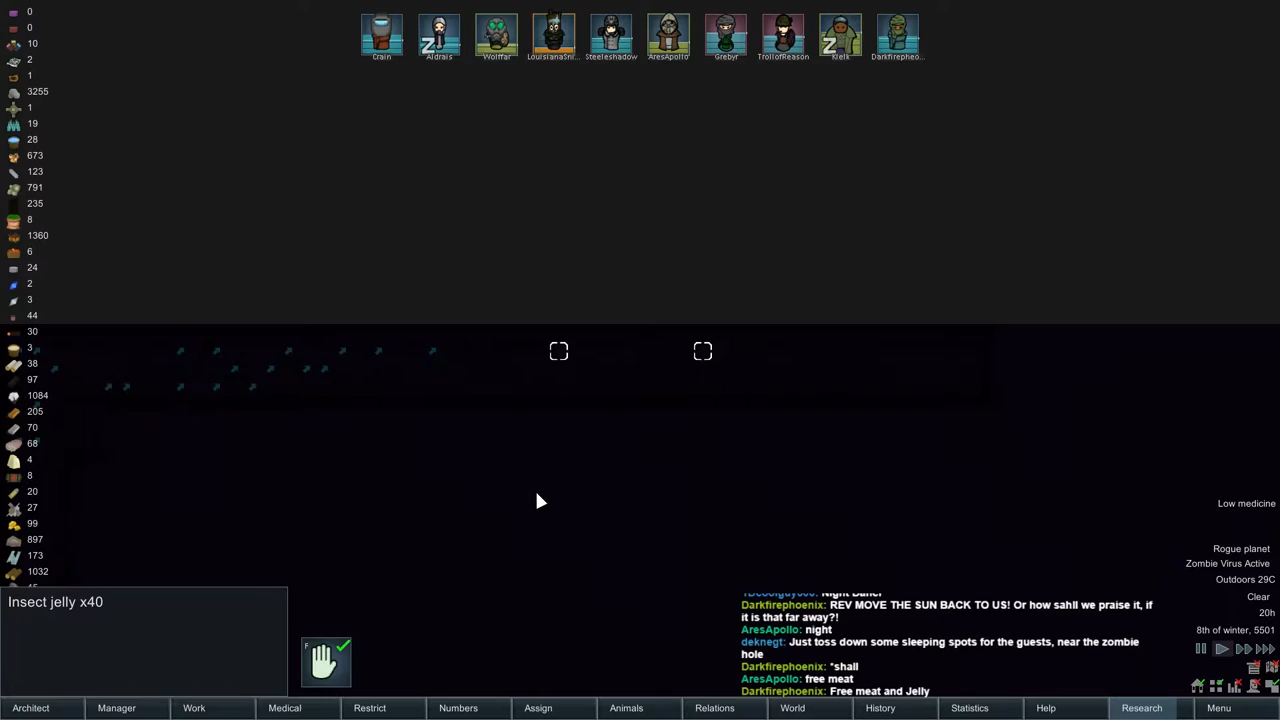 0
0
10
2
1
3255
1
19
28
673
123
791
235
8
1360
6
24
2
3
44
30
3
38
97
1084
205
70
68
4
8
20
27
99
897
173
1032
Crain
Aldrais
Wolffar
LouisianaSni...
Steeleshadow
AresApollo
Grebyr
TrollofReason
Klelk
Darkfirepheo...
Z
Z
Low medicine
Rogue planet
Zombie Virus Active
Outdoors 29C
Clear
20h
8th of winter, 5501
Insect jelly x40
F
Darkfirephoenix: REV MOVE THE SUN BACK TO US! Or how sahll we praise it, if
it is that far away?!
AresApollo: night
deknegt: Just toss down some sleeping spots for the guests, near the zombie
hole
Darkfirephoenix: *shall
AresApollo: free meat
Darkfirephoenix: Free meat and Jelly
Architect
Manager
Work
Medical
Restrict
Numbers
Assign
Animals
Relations
World
History
Statistics
Help
Research
Menu